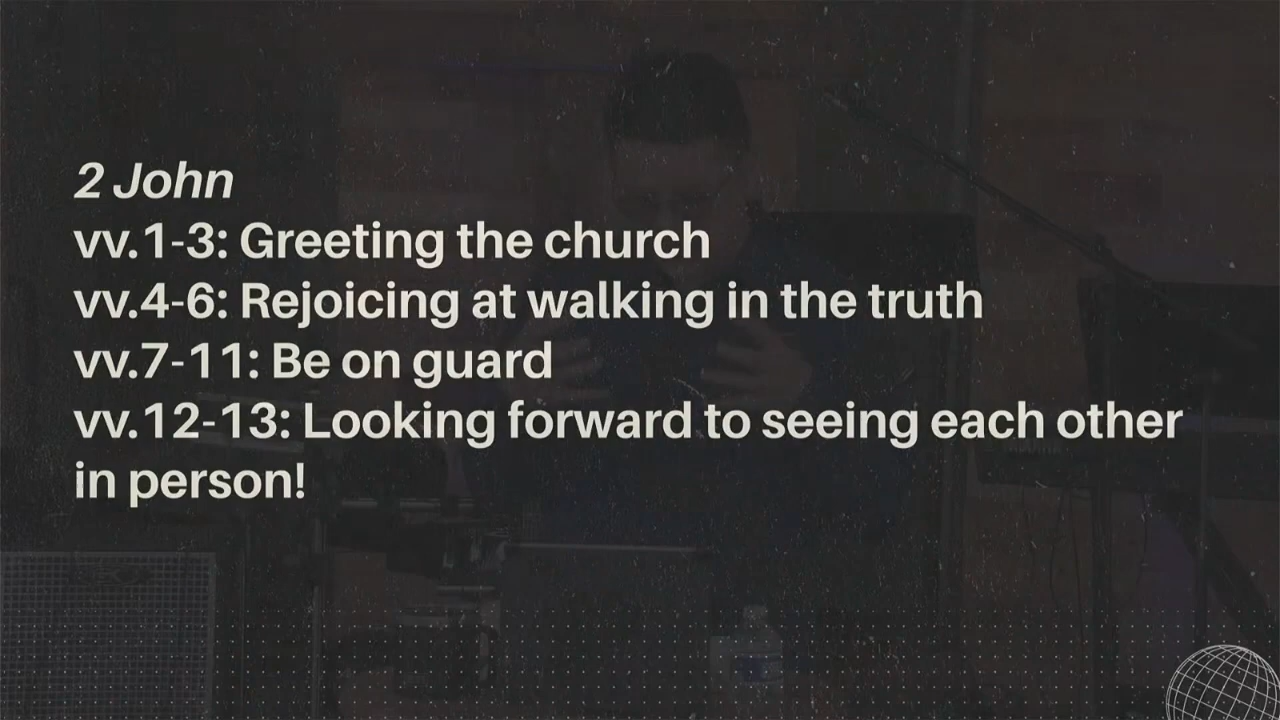 2 John
vv.1-3: Greeting the church
vv.4-6: Rejoicing at walking in the truth
vv.7-11: Be on guard
vv.12-13: Looking forward to seeing each other
in person!